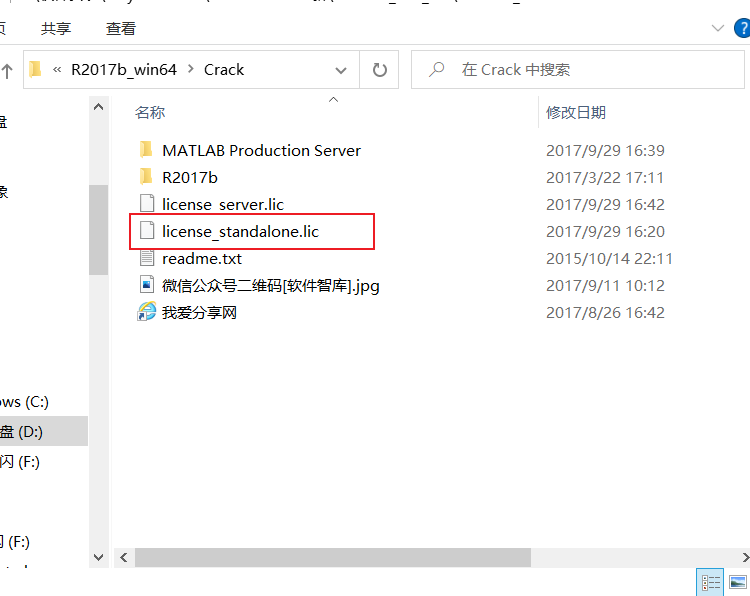 共享 查看
« R2017b_win64 › Crack
在 Crack 中搜索
名称 修改日期
MATLAB Production Server 2017/9/29 16:39
R2017b 2017/3/22 17:11
license_server.lic 2017/9/29 16:42
license_standalone.lic 2017/9/29 16:20
readme.txt 2015/10/14 22:11
微信公众号二维码[软件智库].jpg 2017/9/11 10:12
我爱分享网 2017/8/26 16:42
ows (C:)
盘 (D:)
闪 (F:)
(F:)